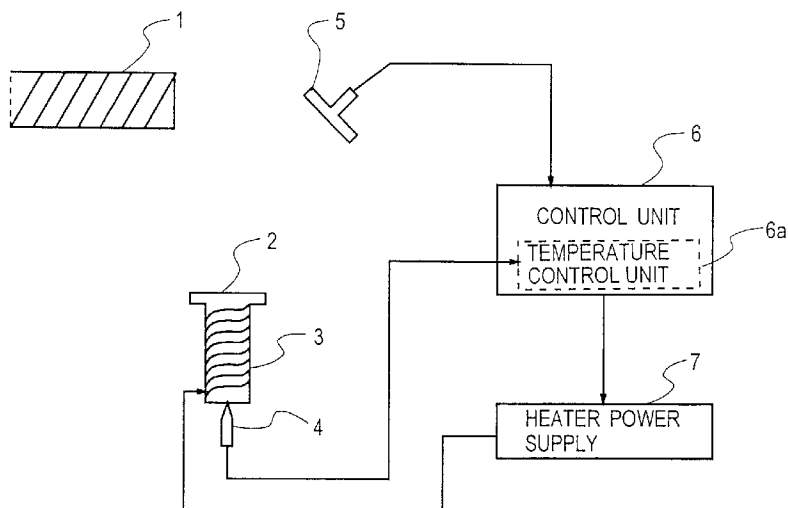 1
5
6
CONTROL UNIT
6a
TEMPERATURE
CONTROL UNIT
2
3
4
7
HEATER POWER
SUPPLY